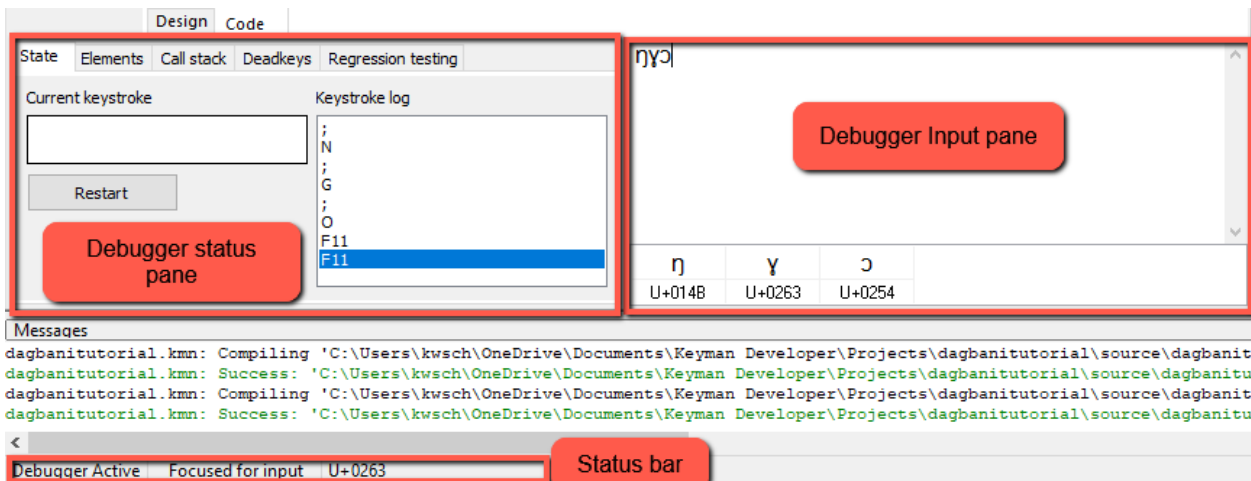 Design Code
State Elements Call stack Deadkeys Regression testing
Current keystroke
Keystroke log
;
N
;
G
;
O
F11
F11
Restart
Debugger status
pane
ŋɣɔ
Debugger Input pane
ŋ ɣ ɔ
U+014B U+0263 U+0254
Messages
dagbanitutorial.kmn: Compiling 'C:\Users\kwsch\OneDrive\Documents\Keyman Developer\Projects\dagbanitutorial\source\dagbanit
dagbanitutorial.kmn: Success: 'C:\Users\kwsch\OneDrive\Documents\Keyman Developer\Projects\dagbanitutorial\source\dagbanitu
dagbanitutorial.kmn: Compiling 'C:\Users\kwsch\OneDrive\Documents\Keyman Developer\Projects\dagbanitutorial\source\dagbanit
dagbanitutorial.kmn: Success: 'C:\Users\kwsch\OneDrive\Documents\Keyman Developer\Projects\dagbanitutorial\source\dagbanitu
Debugger Active Focused for input U+0263
Status bar